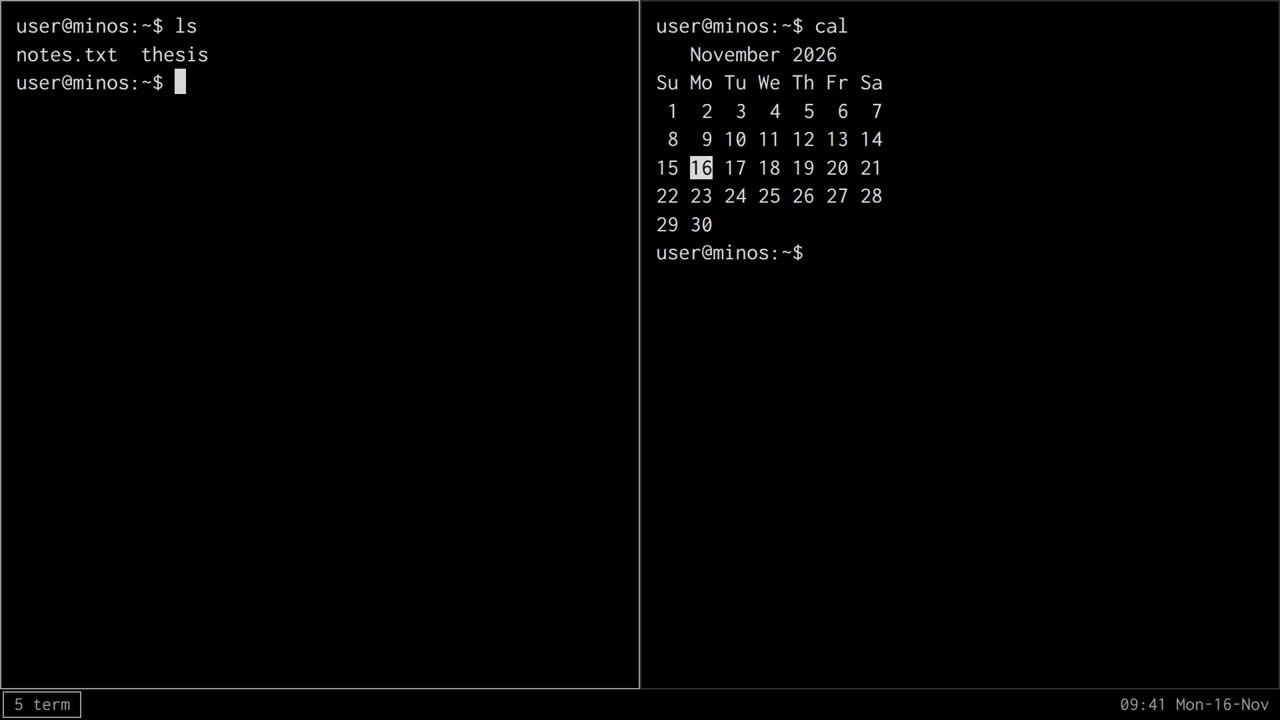 user@minos:~$ ls
notes.txt  thesis
user@minos:~$
user@minos:~$ cal
   November 2026
Su Mo Tu We Th Fr Sa
 1  2  3  4  5  6  7
 8  9 10 11 12 13 14
15 16 17 18 19 20 21
22 23 24 25 26 27 28
29 30
user@minos:~$
5 term
09:41 Mon-16-Nov